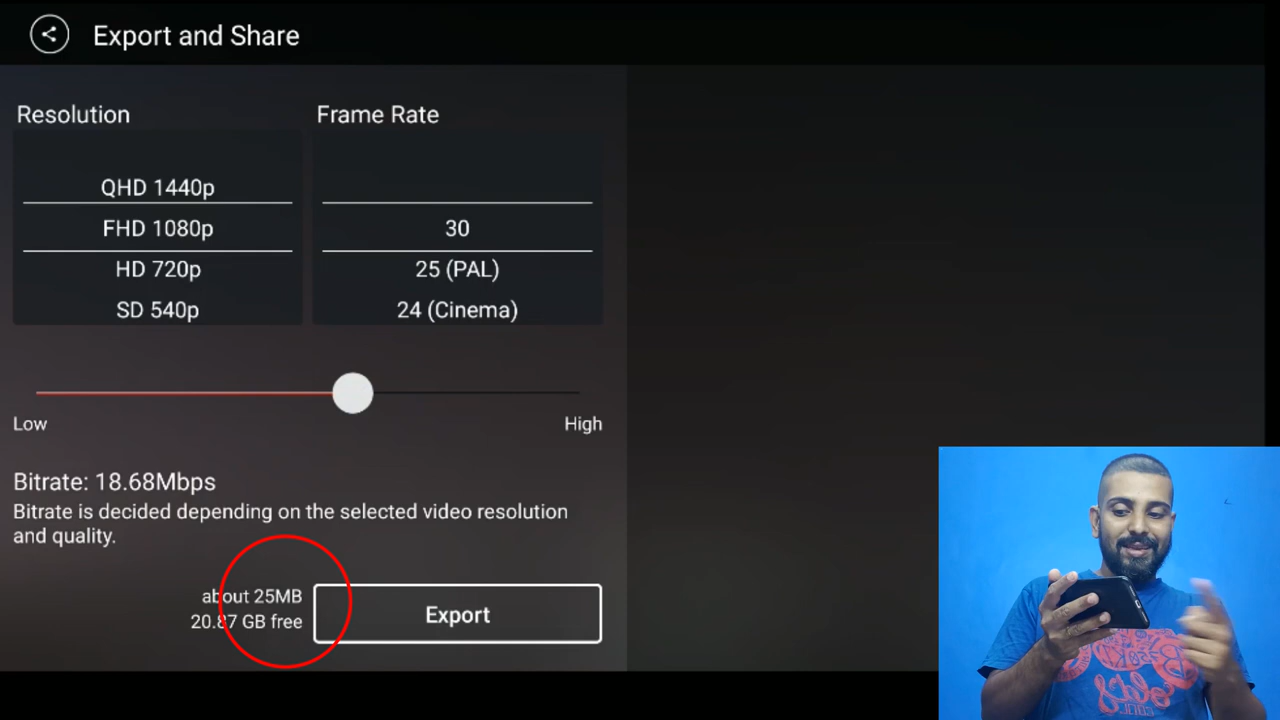 Export and Share
Resolution
Frame Rate
QHD 1440p
FHD 1080p
HD 720p
SD 540p
30
25 (PAL)
24 (Cinema)
Low
High
Bitrate: 18.68Mbps
Bitrate is decided depending on the selected video resolution
and quality.
about 25MB
20.87 GB free
Export